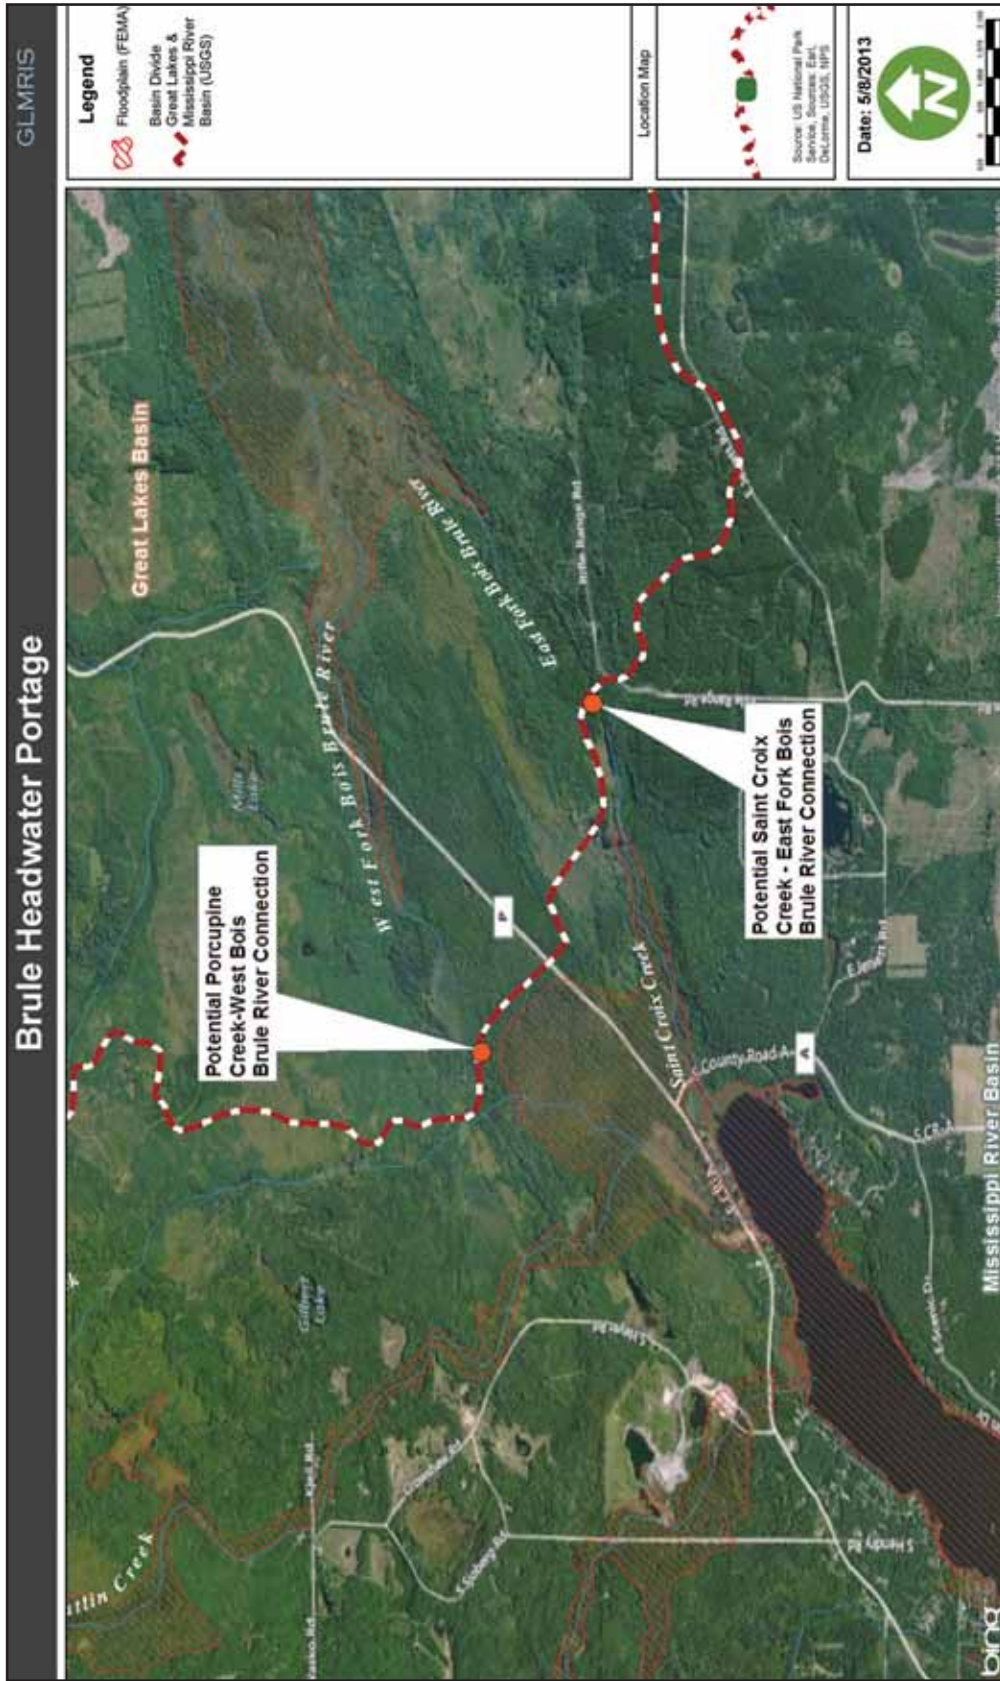 Brule Headwater Portage
GLMRIS
Great Lakes Basin
Mills
Lake
West Fork Bois Brule River
East Fork Bois Brule River
Potential Porcupine
Creek-West Bois
Brule River Connection
P
Rifle Range Rd
Potential Saint Croix
Creek - East Fork Bois
Brule River Connection
Saint Croix Creek
S County Road A
A
S CR-A
E Scenic Dr
Mississippi River Basin
Gilbert
Lake
Creek
Rd
S Hendry Rd
bing
Legend
Floodplain (FEMA)
Basin Divide
Great Lakes &
Mississippi River
Basin (USGS)
Location Map
Source: US National Park
Service, Sources: Esri,
DeLorme, USGS, NPS
Date: 5/8/2013
N